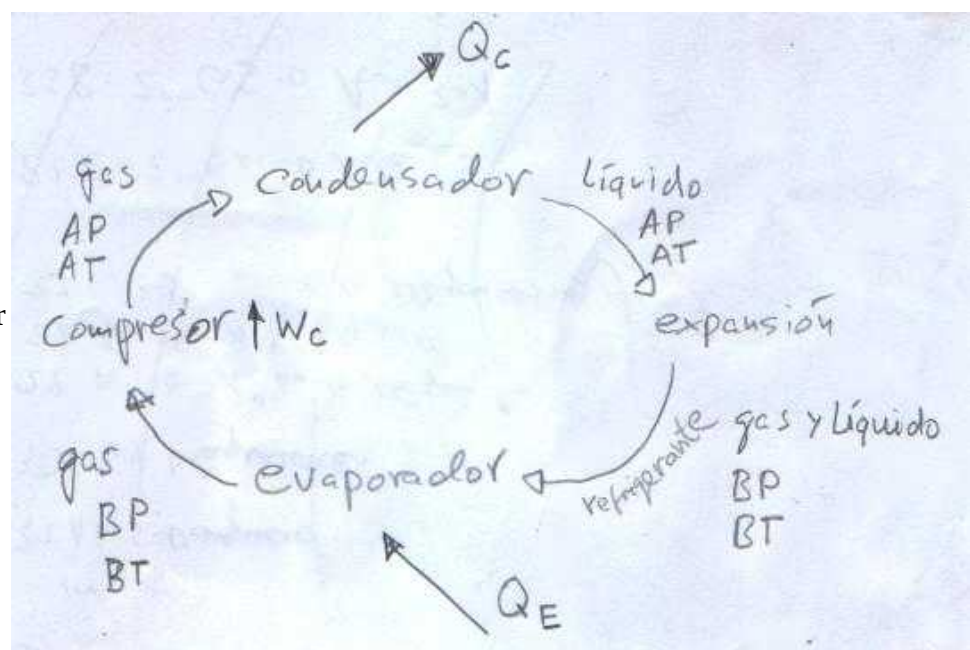 Qc
gas
AP
AT
condensador
líquido
AP
AT
r
compresor Wc
expansión
gas
BP
BT
evaporador
refrigerante
gas y líquido
BP
BT
QE